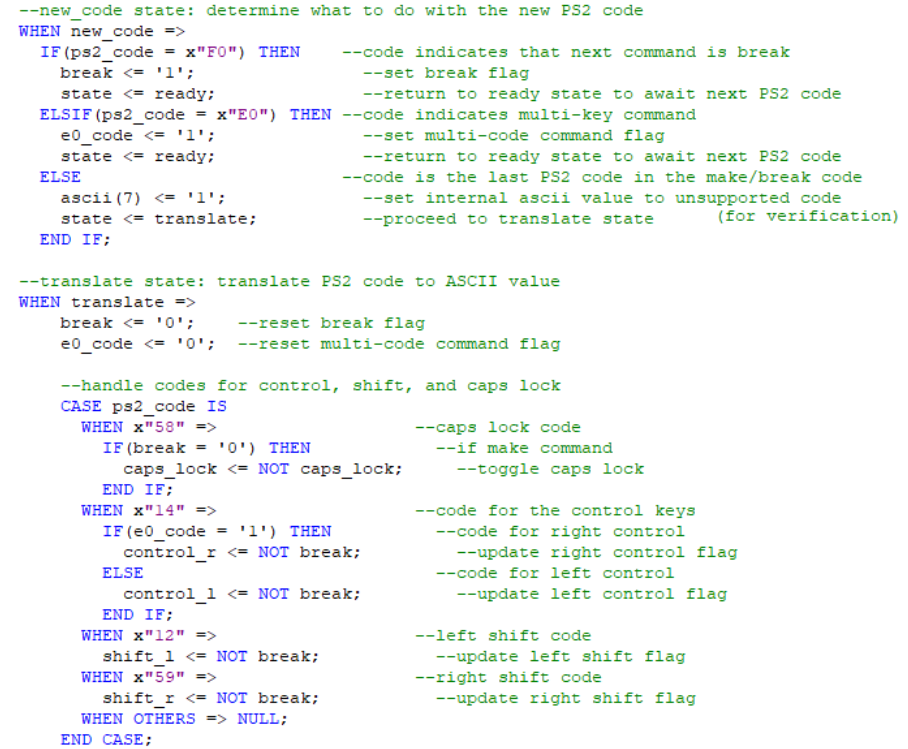 --new_code state: determine what to do with the new PS2 code
WHEN new_code =>
  IF(ps2_code = x"F0") THEN    --code indicates that next command is break
    break <= '1';                --set break flag
    state <= ready;              --return to ready state to await next PS2 code
  ELSIF(ps2_code = x"E0") THEN --code indicates multi-key command
    e0_code <= '1';              --set multi-code command flag
    state <= ready;              --return to ready state to await next PS2 code
  ELSE                         --code is the last PS2 code in the make/break code
    ascii(7) <= '1';             --set internal ascii value to unsupported code
    state <= translate;          --proceed to translate state      (for verification)
  END IF;

--translate state: translate PS2 code to ASCII value
WHEN translate =>
    break <= '0';    --reset break flag
    e0_code <= '0';  --reset multi-code command flag

    --handle codes for control, shift, and caps lock
    CASE ps2_code IS
      WHEN x"58" =>                   --caps lock code
        IF(break = '0') THEN            --if make command
          caps_lock <= NOT caps_lock;     --toggle caps lock
        END IF;
      WHEN x"14" =>                   --code for the control keys
        IF(e0_code = '1') THEN          --code for right control
          control_r <= NOT break;         --update right control flag
        ELSE                            --code for left control
          control_l <= NOT break;         --update left control flag
        END IF;
      WHEN x"12" =>                   --left shift code
        shift_l <= NOT break;           --update left shift flag
      WHEN x"59" =>                   --right shift code
        shift_r <= NOT break;           --update right shift flag
      WHEN OTHERS => NULL;
    END CASE;